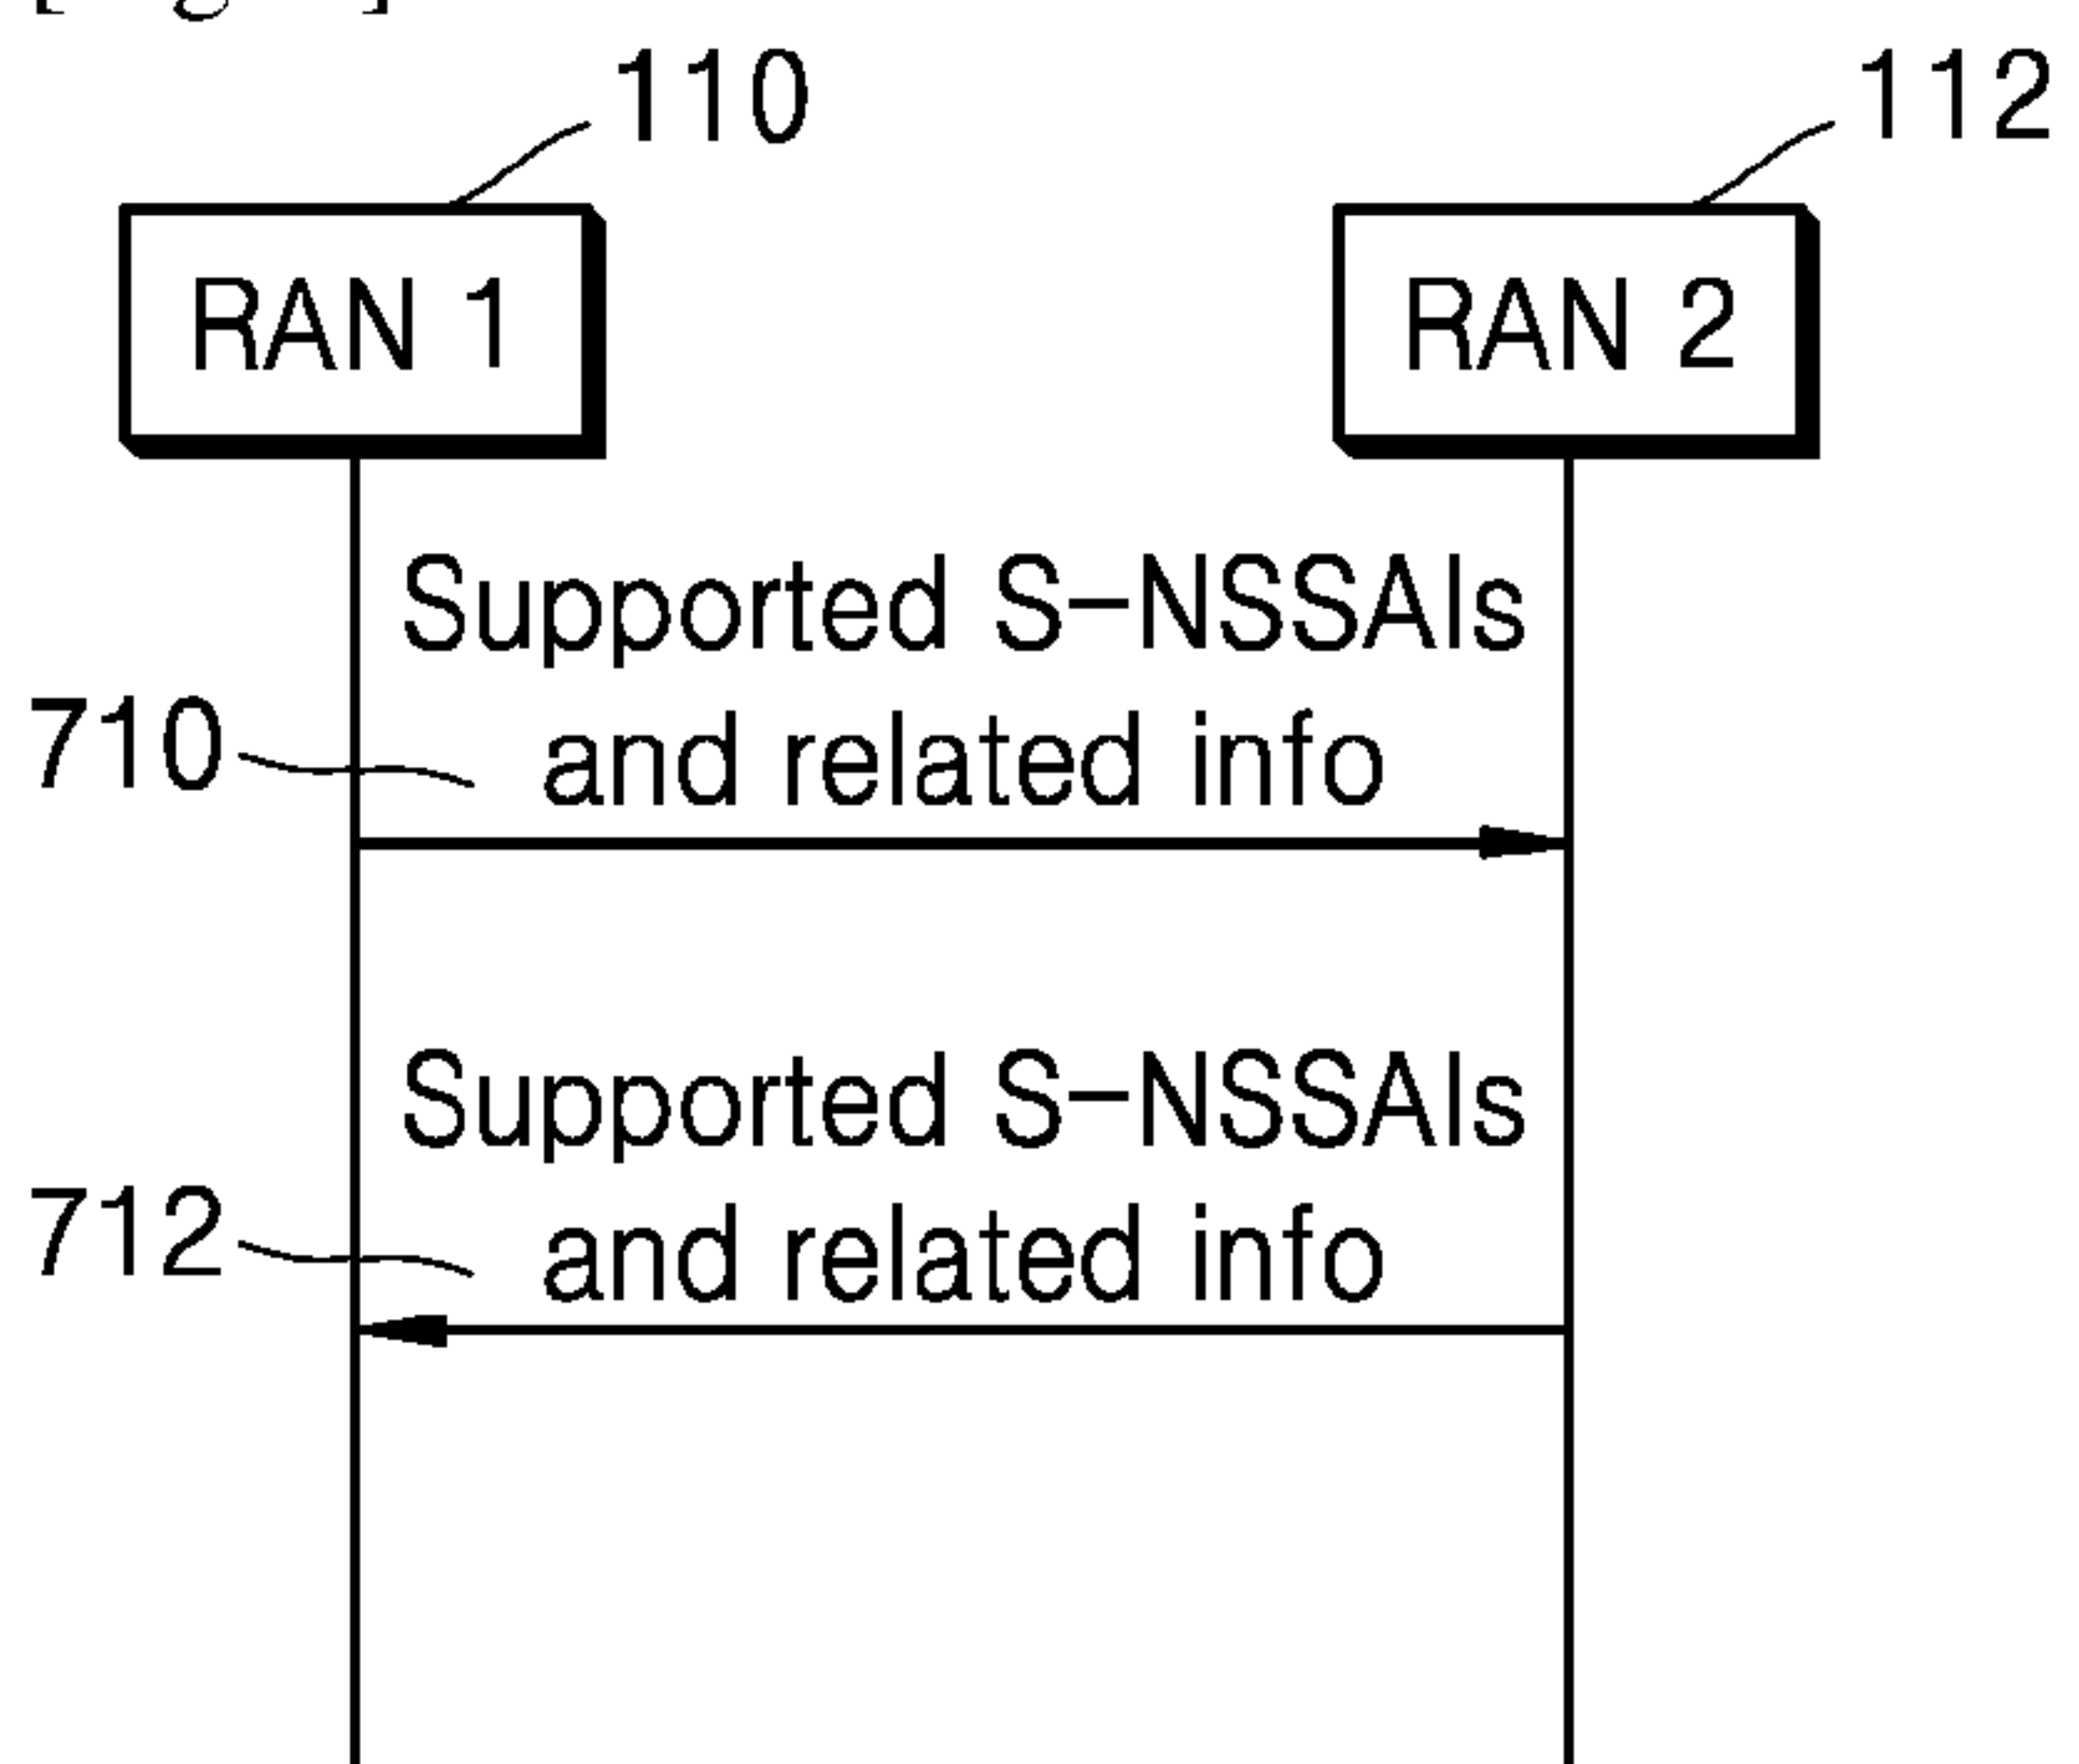 110
112
RAN 1
RAN 2
Supported S-NSSAIs
710
and related info
Supported S-NSSAIs
712
and related info